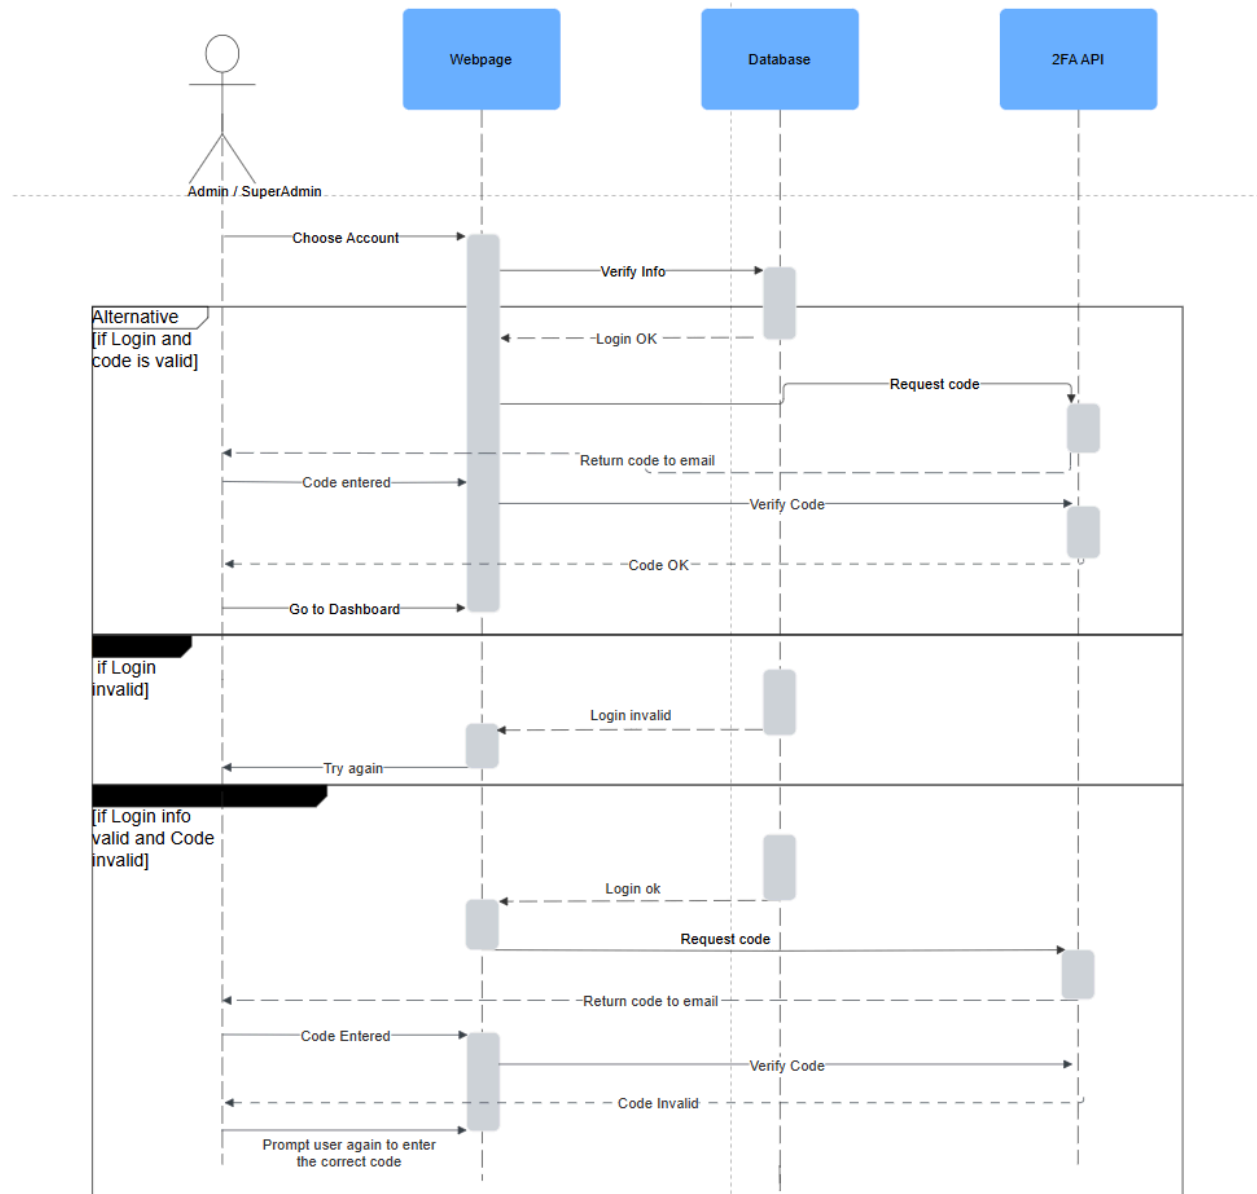 Webpage
Database
2FA API
Admin / SuperAdmin
Choose Account
Verify Info
Alternative
[if Login and
code is valid]
Login OK
Request code
Return code to email
Code entered
Verify Code
Code OK
Go to Dashboard
if Login
invalid]
Login invalid
Try again
[if Login info
valid and Code
invalid]
Login ok
Request code
Return code to email
Code Entered
Verify Code
Code Invalid
Prompt user again to enter
the correct code